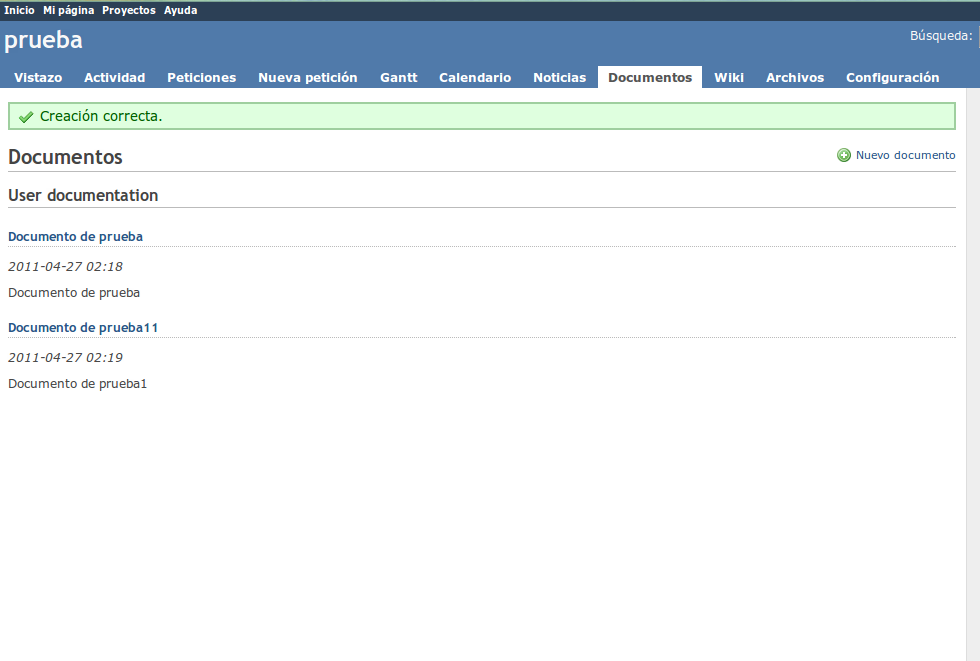 Inicio Mi página Proyectos Ayuda
prueba
Búsqueda:
Vistazo Actividad Peticiones Nueva petición Gantt Calendario Noticias Documentos Wiki Archivos Configuración
Creación correcta.
Documentos
Nuevo documento
User documentation
Documento de prueba
2011-04-27 02:18
Documento de prueba
Documento de prueba11
2011-04-27 02:19
Documento de prueba1